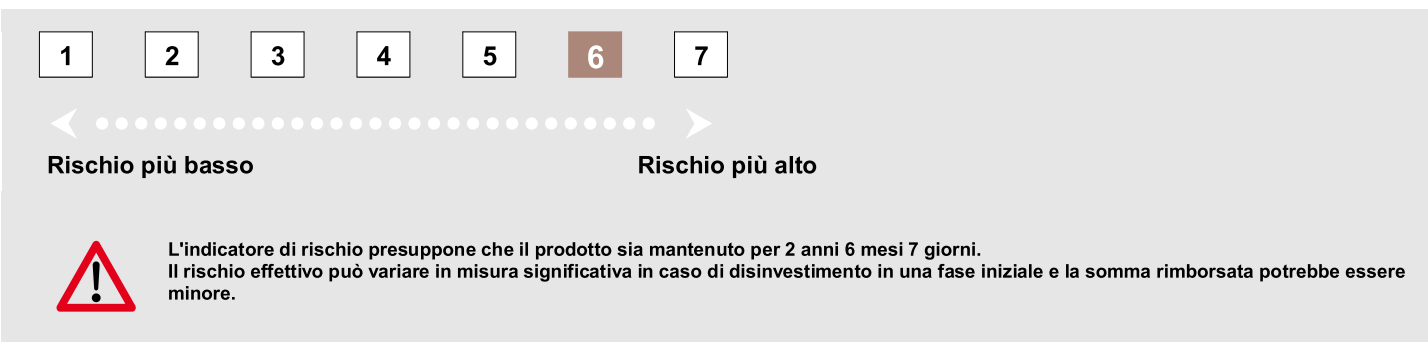 1 2 3 4 5 6 7
Rischio più basso Rischio più alto
L'indicatore di rischio presuppone che il prodotto sia mantenuto per 2 anni 6 mesi 7 giorni.
Il rischio effettivo può variare in misura significativa in caso di disinvestimento in una fase iniziale e la somma rimborsata potrebbe essere
minore.